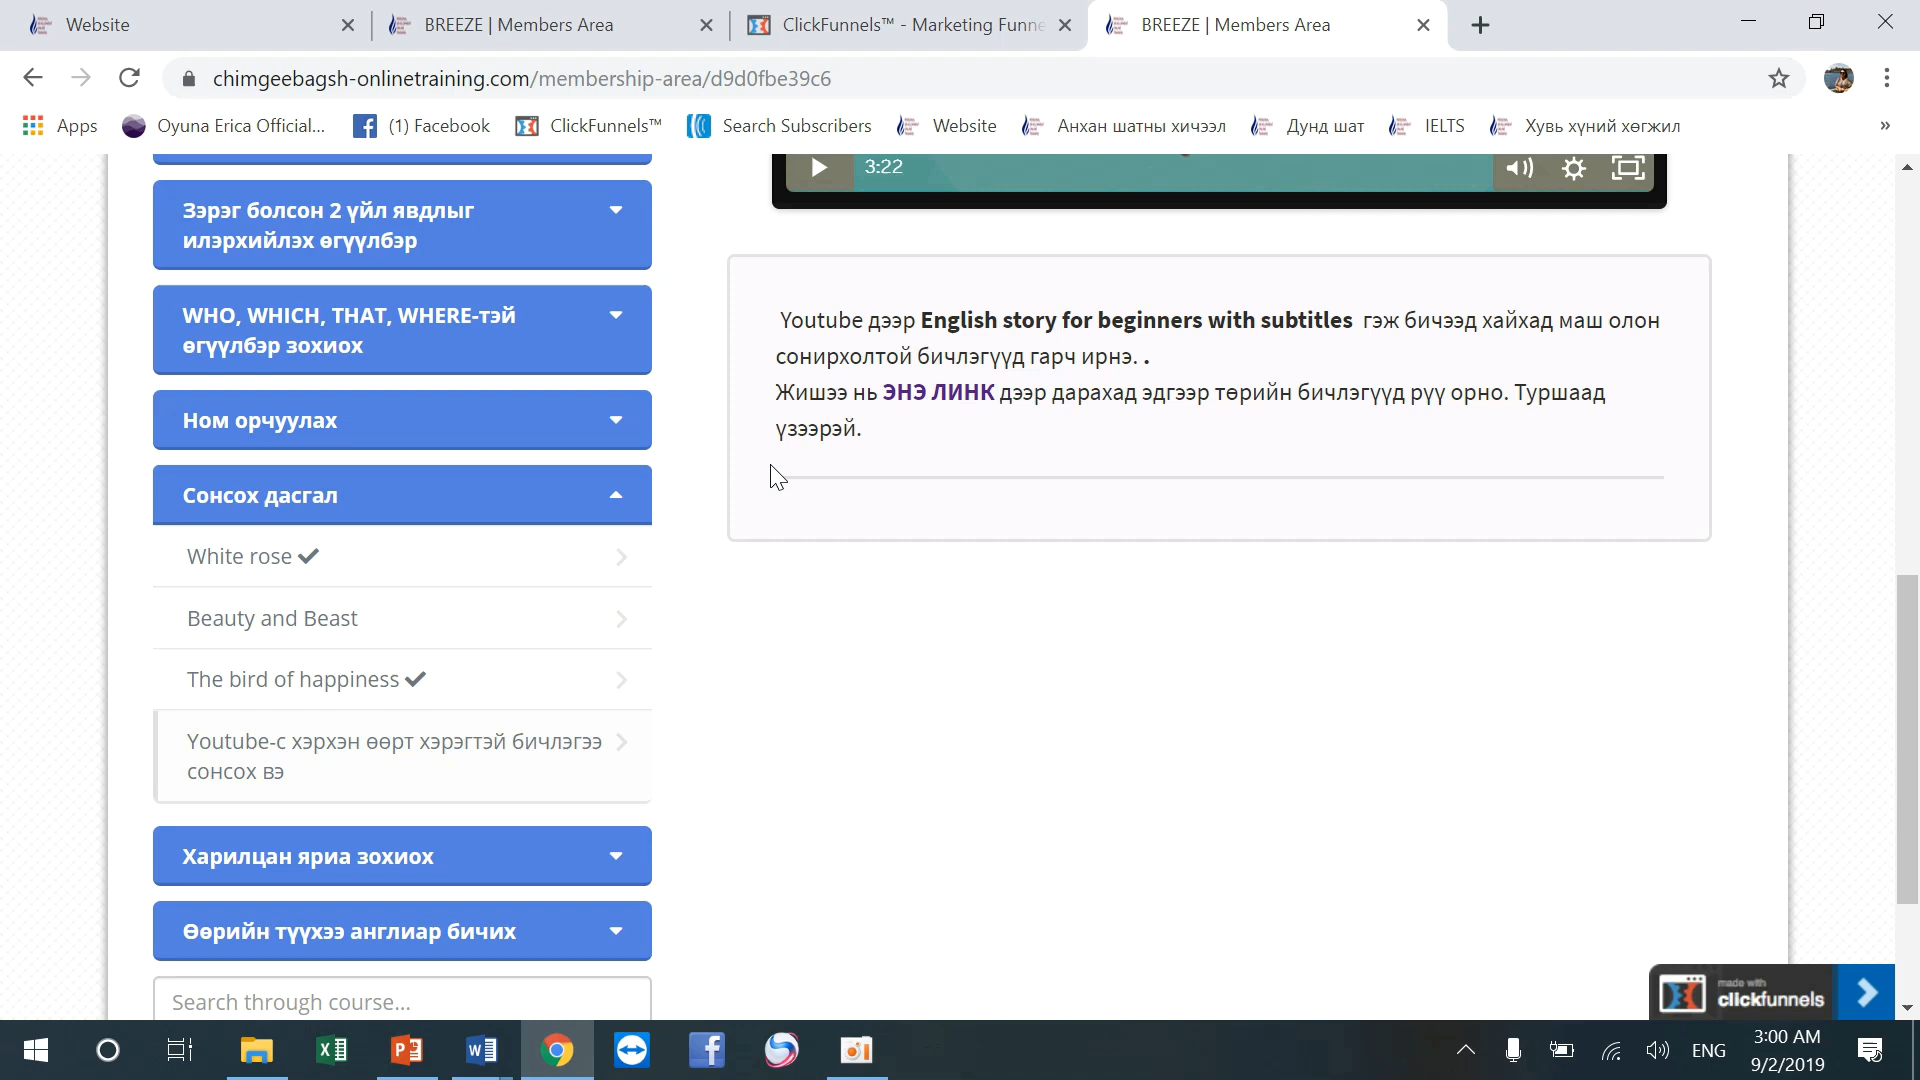 Website
BREEZE | Members Area
ClickFunnels™ - Marketing Funne
BREEZE | Members Area
chimgeebagsh-onlinetraining.com/membership-area/d9d0fbe39c6
Apps
Oyuna Erica Official...
(1) Facebook
ClickFunnels™
Search Subscribers
Website
Анхан шатны хичээл
Дунд шат
IELTS
Хувь хүний хөгжил
»
3:22
Зэрэг болсон 2 үйл явдлыг
илэрхийлэх өгүүлбэр
WHO, WHICH, THAT, WHERE-тэй
өгүүлбэр зохиох
Ном орчуулах
Сонсох дасгал
White rose
Beauty and Beast
The bird of happiness
Youtube-с хэрхэн өөрт хэрэгтэй бичлэгээ
сонсох вэ
Харилцан яриа зохиох
Өөрийн түүхээ англиар бичих
Search through course...
Youtube дээр English story for beginners with subtitles гэж бичээд хайхад маш олон
сонирхолтой бичлэгүүд гарч ирнэ. .
Жишээ нь ЭНЭ ЛИНК дээр дарахад эдгээр төрийн бичлэгүүд рүү орно. Туршаад
үзээрэй.
made with
clickfunnels
ENG
3:00 AM
9/2/2019